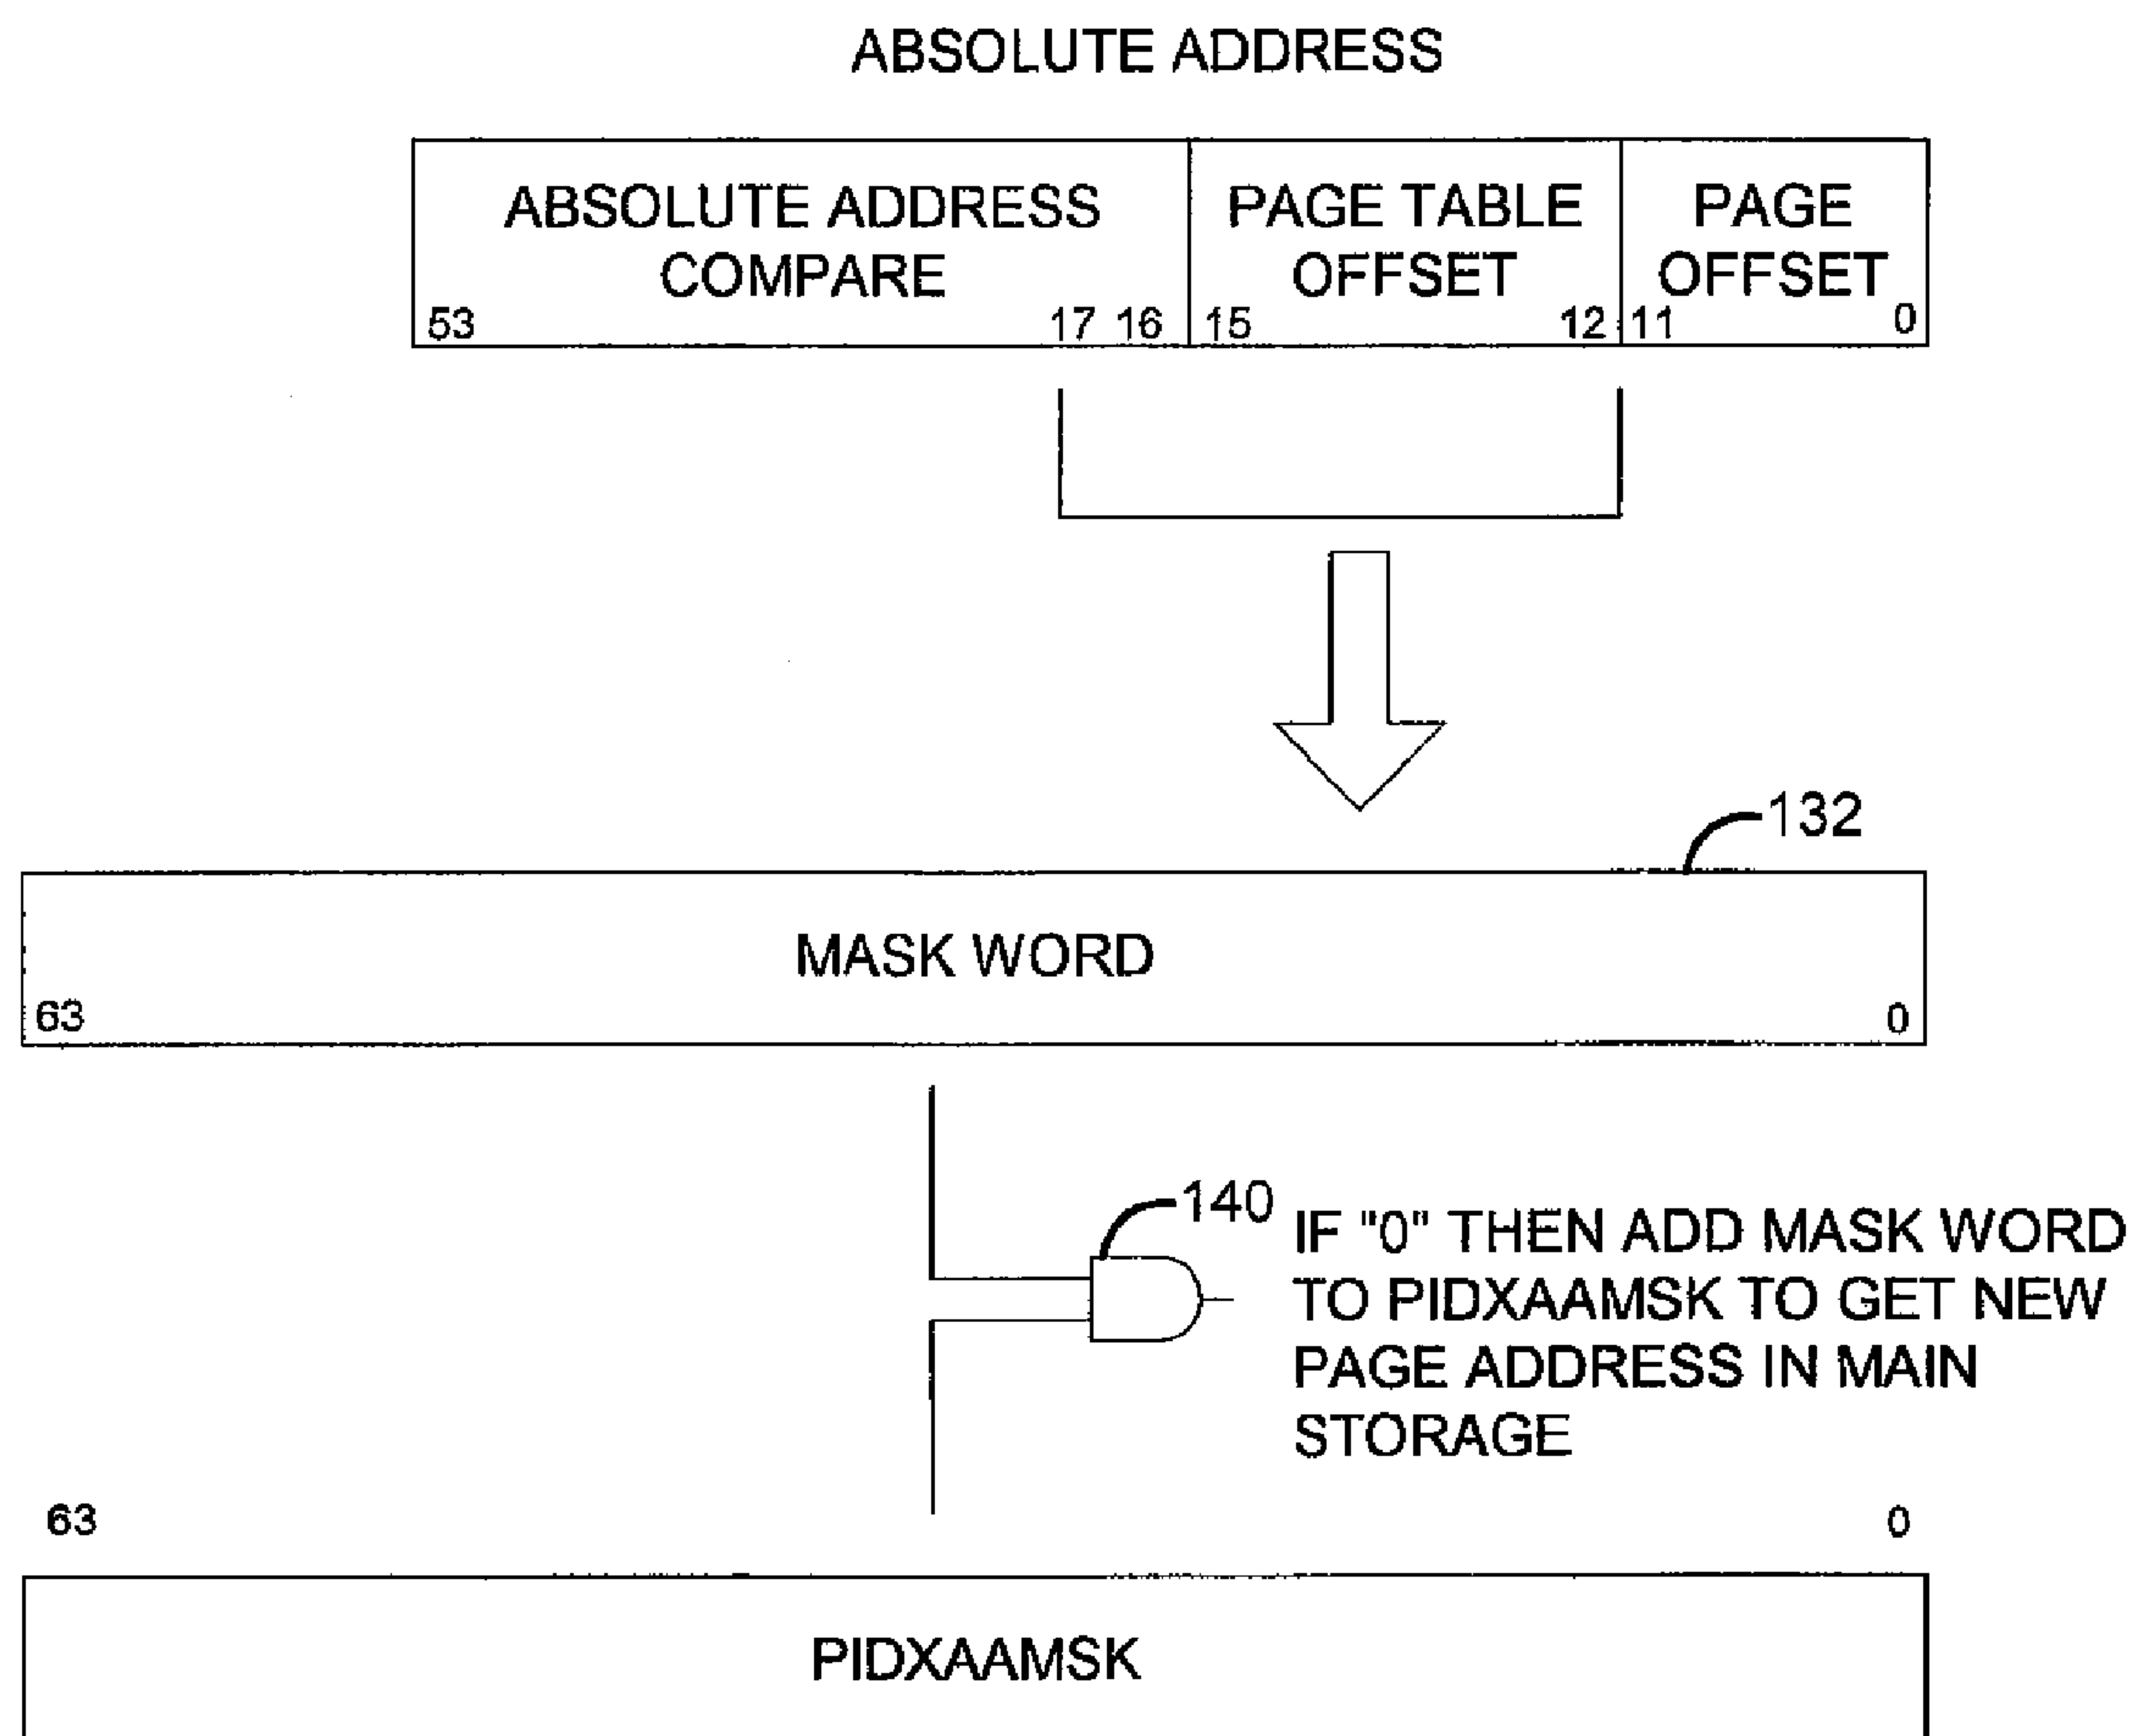 ABSOLUTE ADDRESS
ABSOLUTE ADDRESS
COMPARE
53 17 16
PAGE TABLE
OFFSET
15 12
PAGE
OFFSET
11 0
132
MASK WORD
63 0
140
IF "0" THEN ADD MASK WORD
TO PIDXAAMSK TO GET NEW
PAGE ADDRESS IN MAIN
STORAGE
63 0
PIDXAAMSK